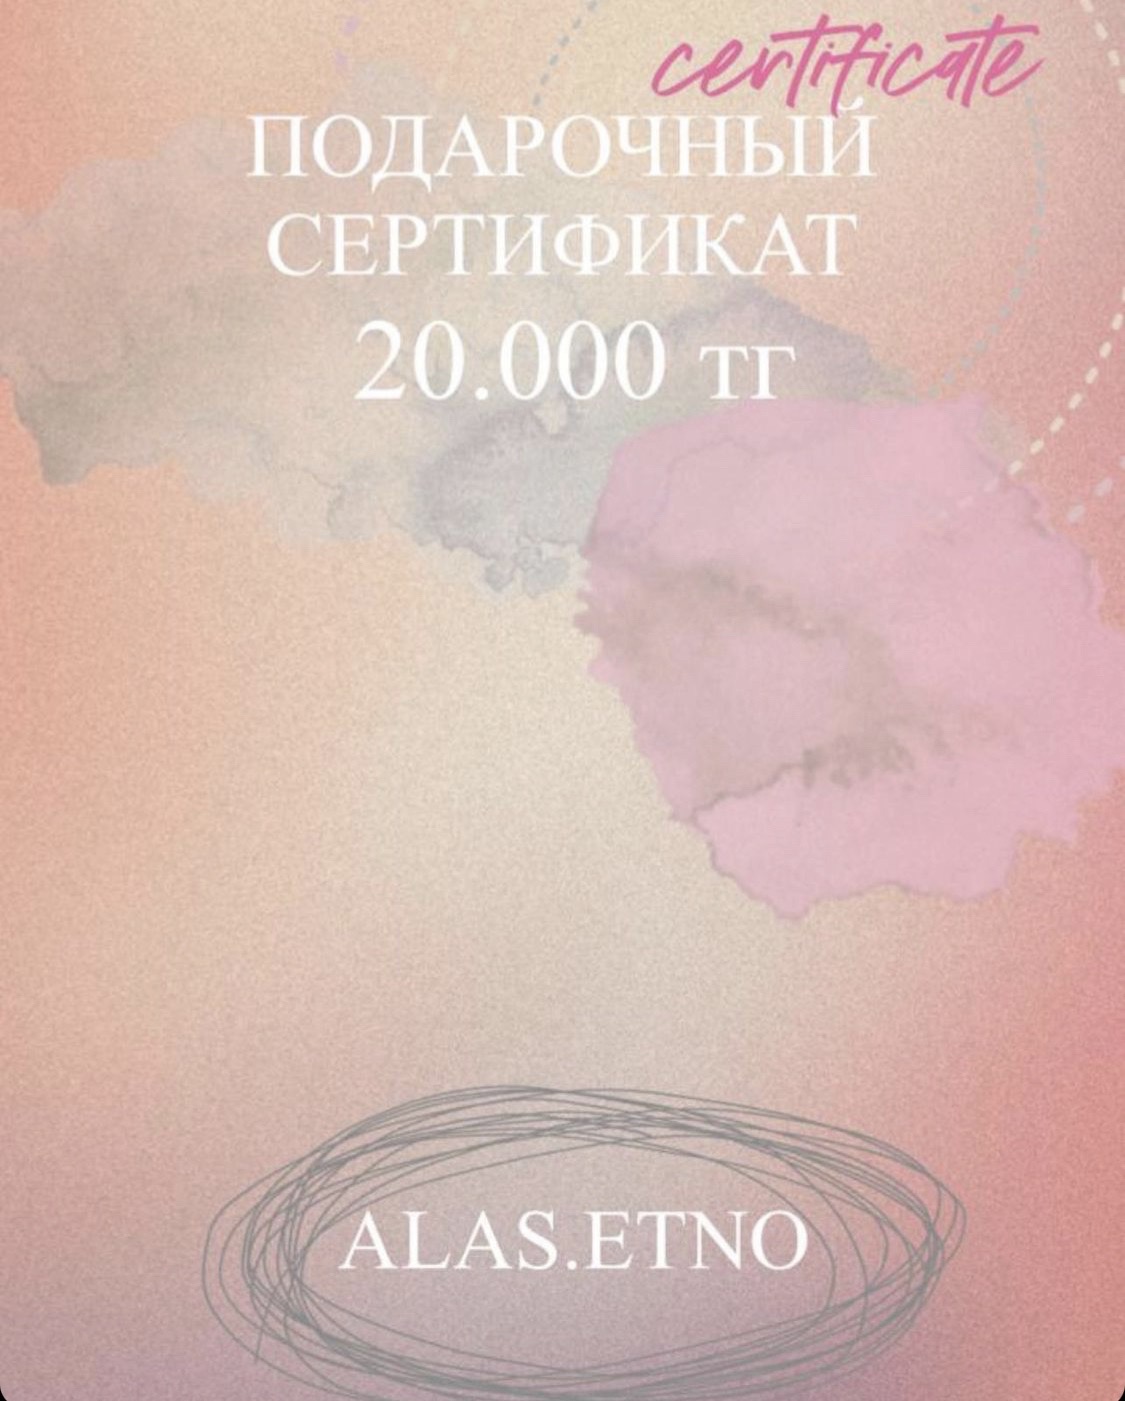 certificate
ПОДАРОЧНЫЙ
СЕРТИФИКАТ
20.000 тг
ALAS.ETNO